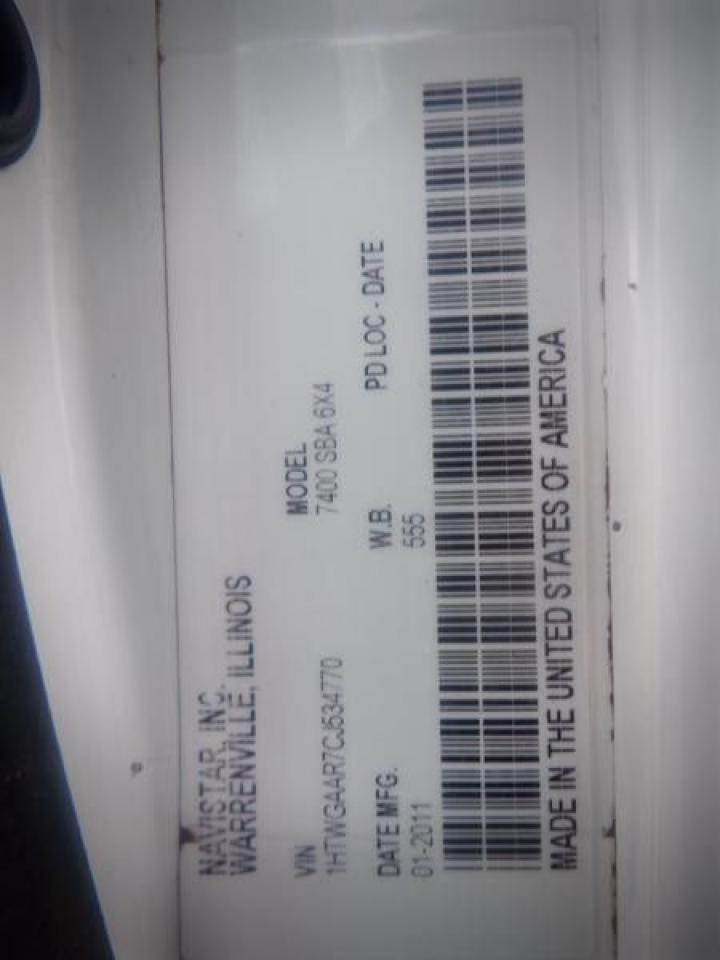 NAVISTAR, INC.
WARRENVILLE, ILLINOIS
VIN MODEL
1HTWGAAR7CJ534770 7400 SBA 6X4
DATE MFG. W.B. PD LOC - DATE
01-2011 555
MADE IN THE UNITED STATES OF AMERICA